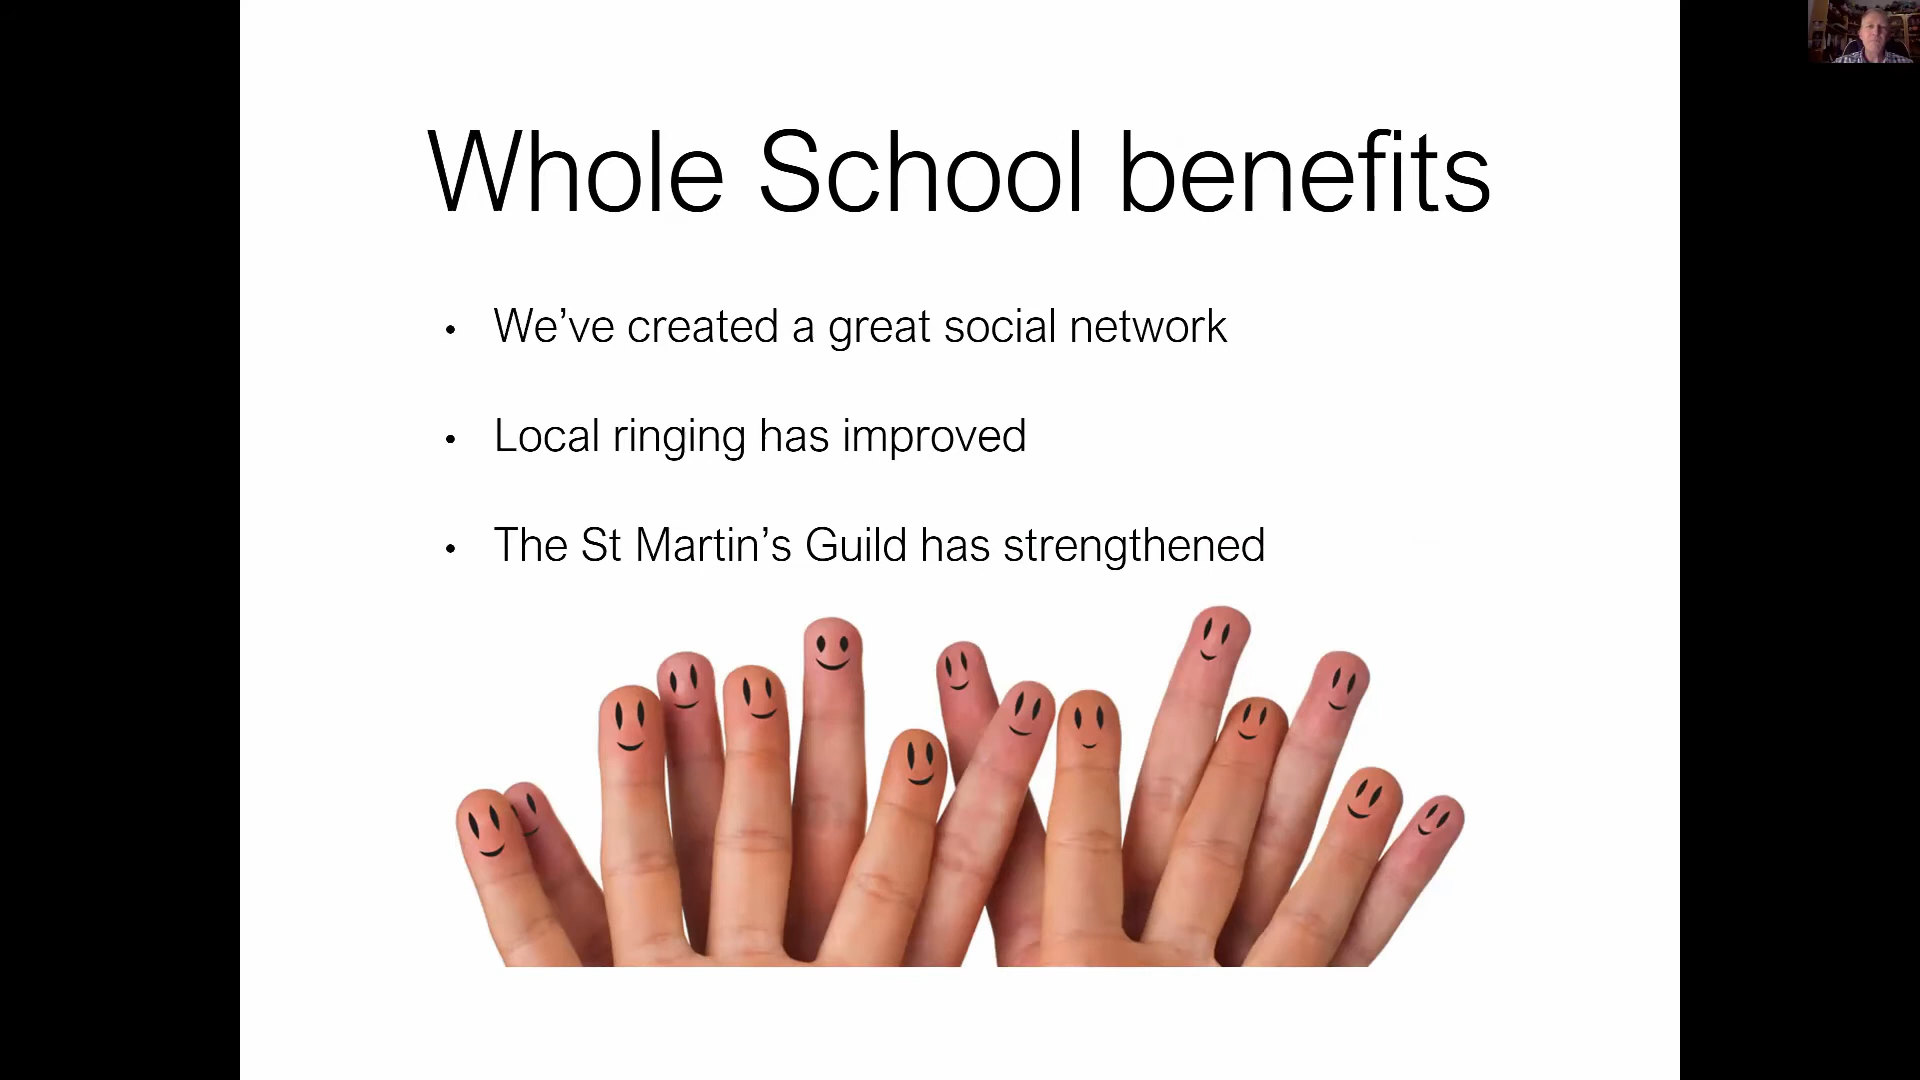 Whole School benefits
• We’ve created a great social network
• Local ringing has improved
• The St Martin’s Guild has strengthened